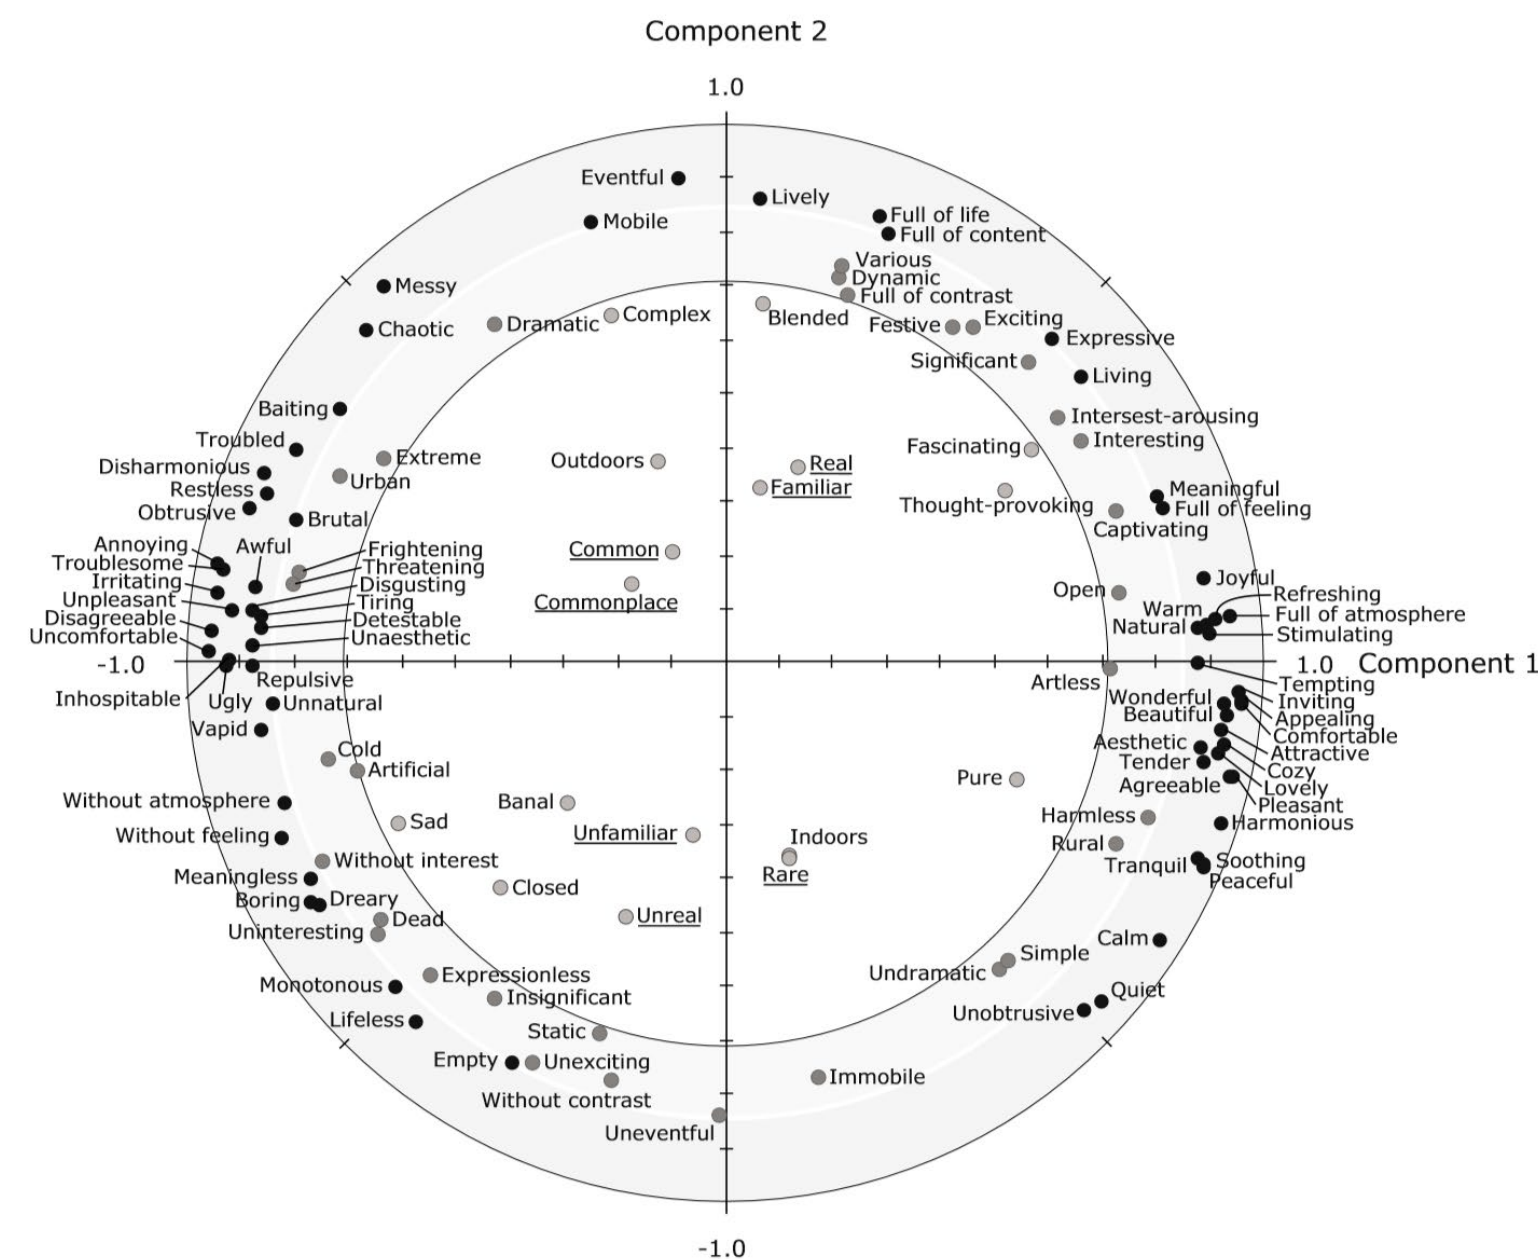 Component 2
1.0
Eventful
Lively
Mobile
Full of life
Full of content
Various
Dynamic
Messy
Full of contrast
Complex
Blended
Exciting
Chaotic
Dramatic
Festive
Expressive
Significant
Living
Baiting
Intersest-arousing
Troubled
Interesting
Fascinating
Extreme
Outdoors
Real
Disharmonious
Urban
Familiar
Meaningful
Restless
Thought-provoking
Full of feeling
Obtrusive
Brutal
Captivating
Annoying
Awful
Frightening
Common
Troublesome
Threatening
Joyful
Irritating
Disgusting
Open
Refreshing
Unpleasant
Tiring
Commonplace
Warm
Full of atmosphere
Disagreeable
Detestable
Natural
Stimulating
Uncomfortable
Unaesthetic
-1.0
1.0 Component 1
Repulsive
Artless
Tempting
Inhospitable
Ugly
Unnatural
Wonderful
Inviting
Beautiful
Appealing
Vapid
Comfortable
Cold
Aesthetic
Attractive
Artificial
Tender
Cozy
Pure
Agreeable
Lovely
Without atmosphere
Banal
Pleasant
Sad
Harmless
Harmonious
Without feeling
Unfamiliar
Indoors
Rural
Without interest
Tranquil
Soothing
Meaningless
Closed
Rare
Peaceful
Boring
Dreary
Dead
Unreal
Uninteresting
Calm
Simple
Expressionless
Undramatic
Monotonous
Insignificant
Quiet
Lifeless
Static
Unobtrusive
Empty
Unexciting
Immobile
Without contrast
Uneventful
-1.0